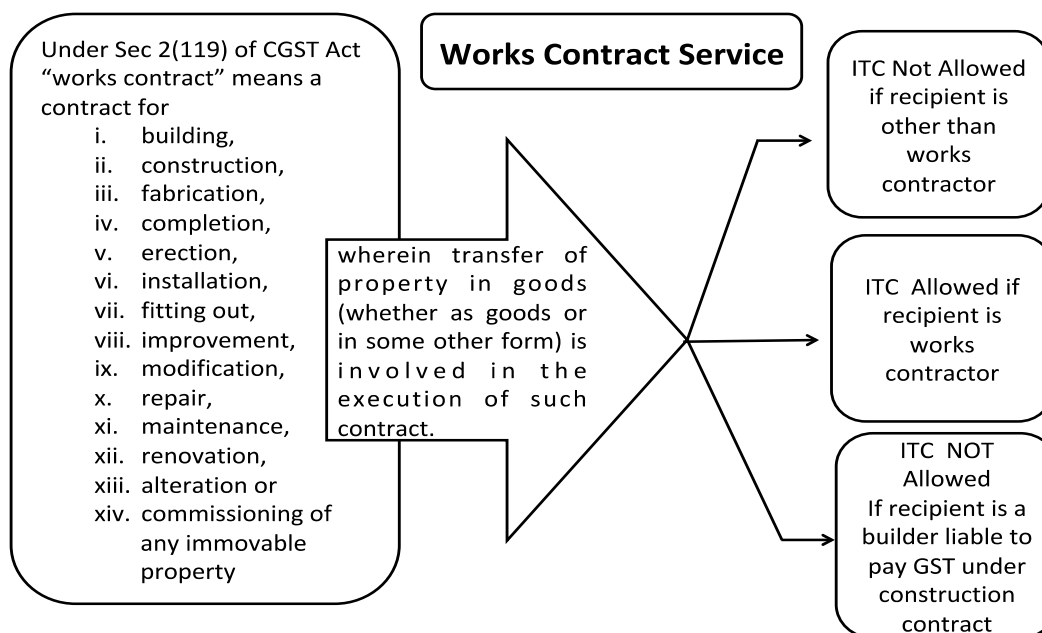 Under Sec 2(119) of CGST Act
“works contract” means a
contract for
i. building,
ii. construction,
iii. fabrication,
iv. completion,
v. erection,
vi. installation,
vii. fitting out,
viii. improvement,
ix. modification,
x. repair,
xi. maintenance,
xii. renovation,
xiii. alteration or
xiv. commissioning of
any immovable
property
Works Contract Service
wherein transfer of
property in goods
(whether as goods or
in some other form) is
involved in the
execution of such
contract.
ITC Not Allowed
if recipient is
other than
works
contractor
ITC Allowed if
recipient is
works
contractor
ITC NOT
Allowed
If recipient is a
builder liable to
pay GST under
construction
contract